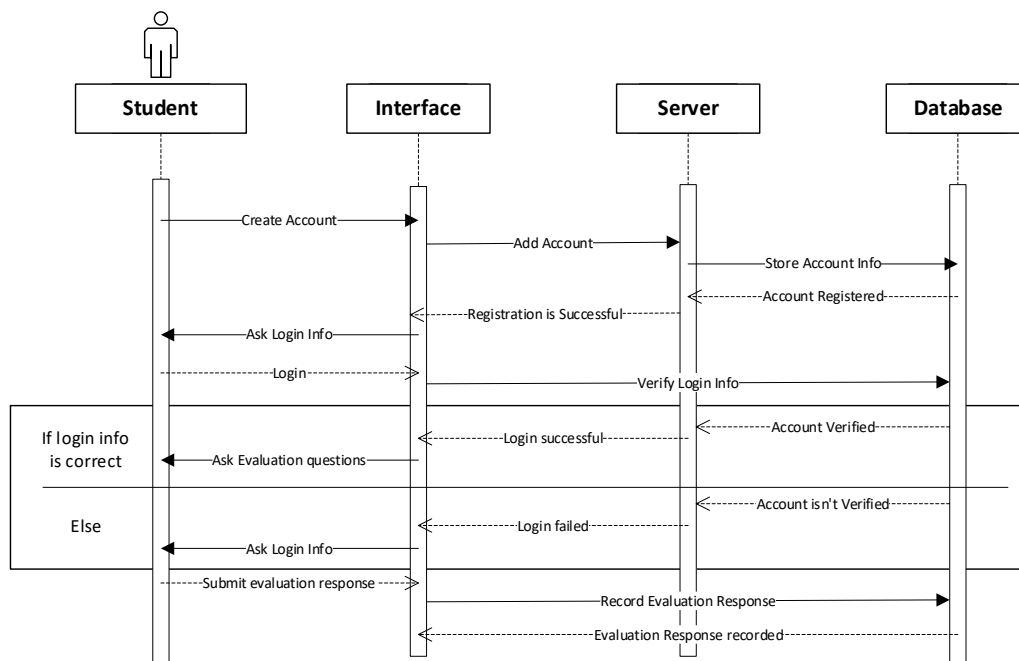 Student
Interface
Server
Database
Create Account
Add Account
Store Account Info
Account Registered
Registration is Successful
Ask Login Info
Login
Verify Login Info
If login info
is correct
Account Verified
Login successful
Ask Evaluation questions
Else
Account isn't Verified
Login failed
Ask Login Info
Submit evaluation response
Record Evaluation Response
Evaluation Response recorded